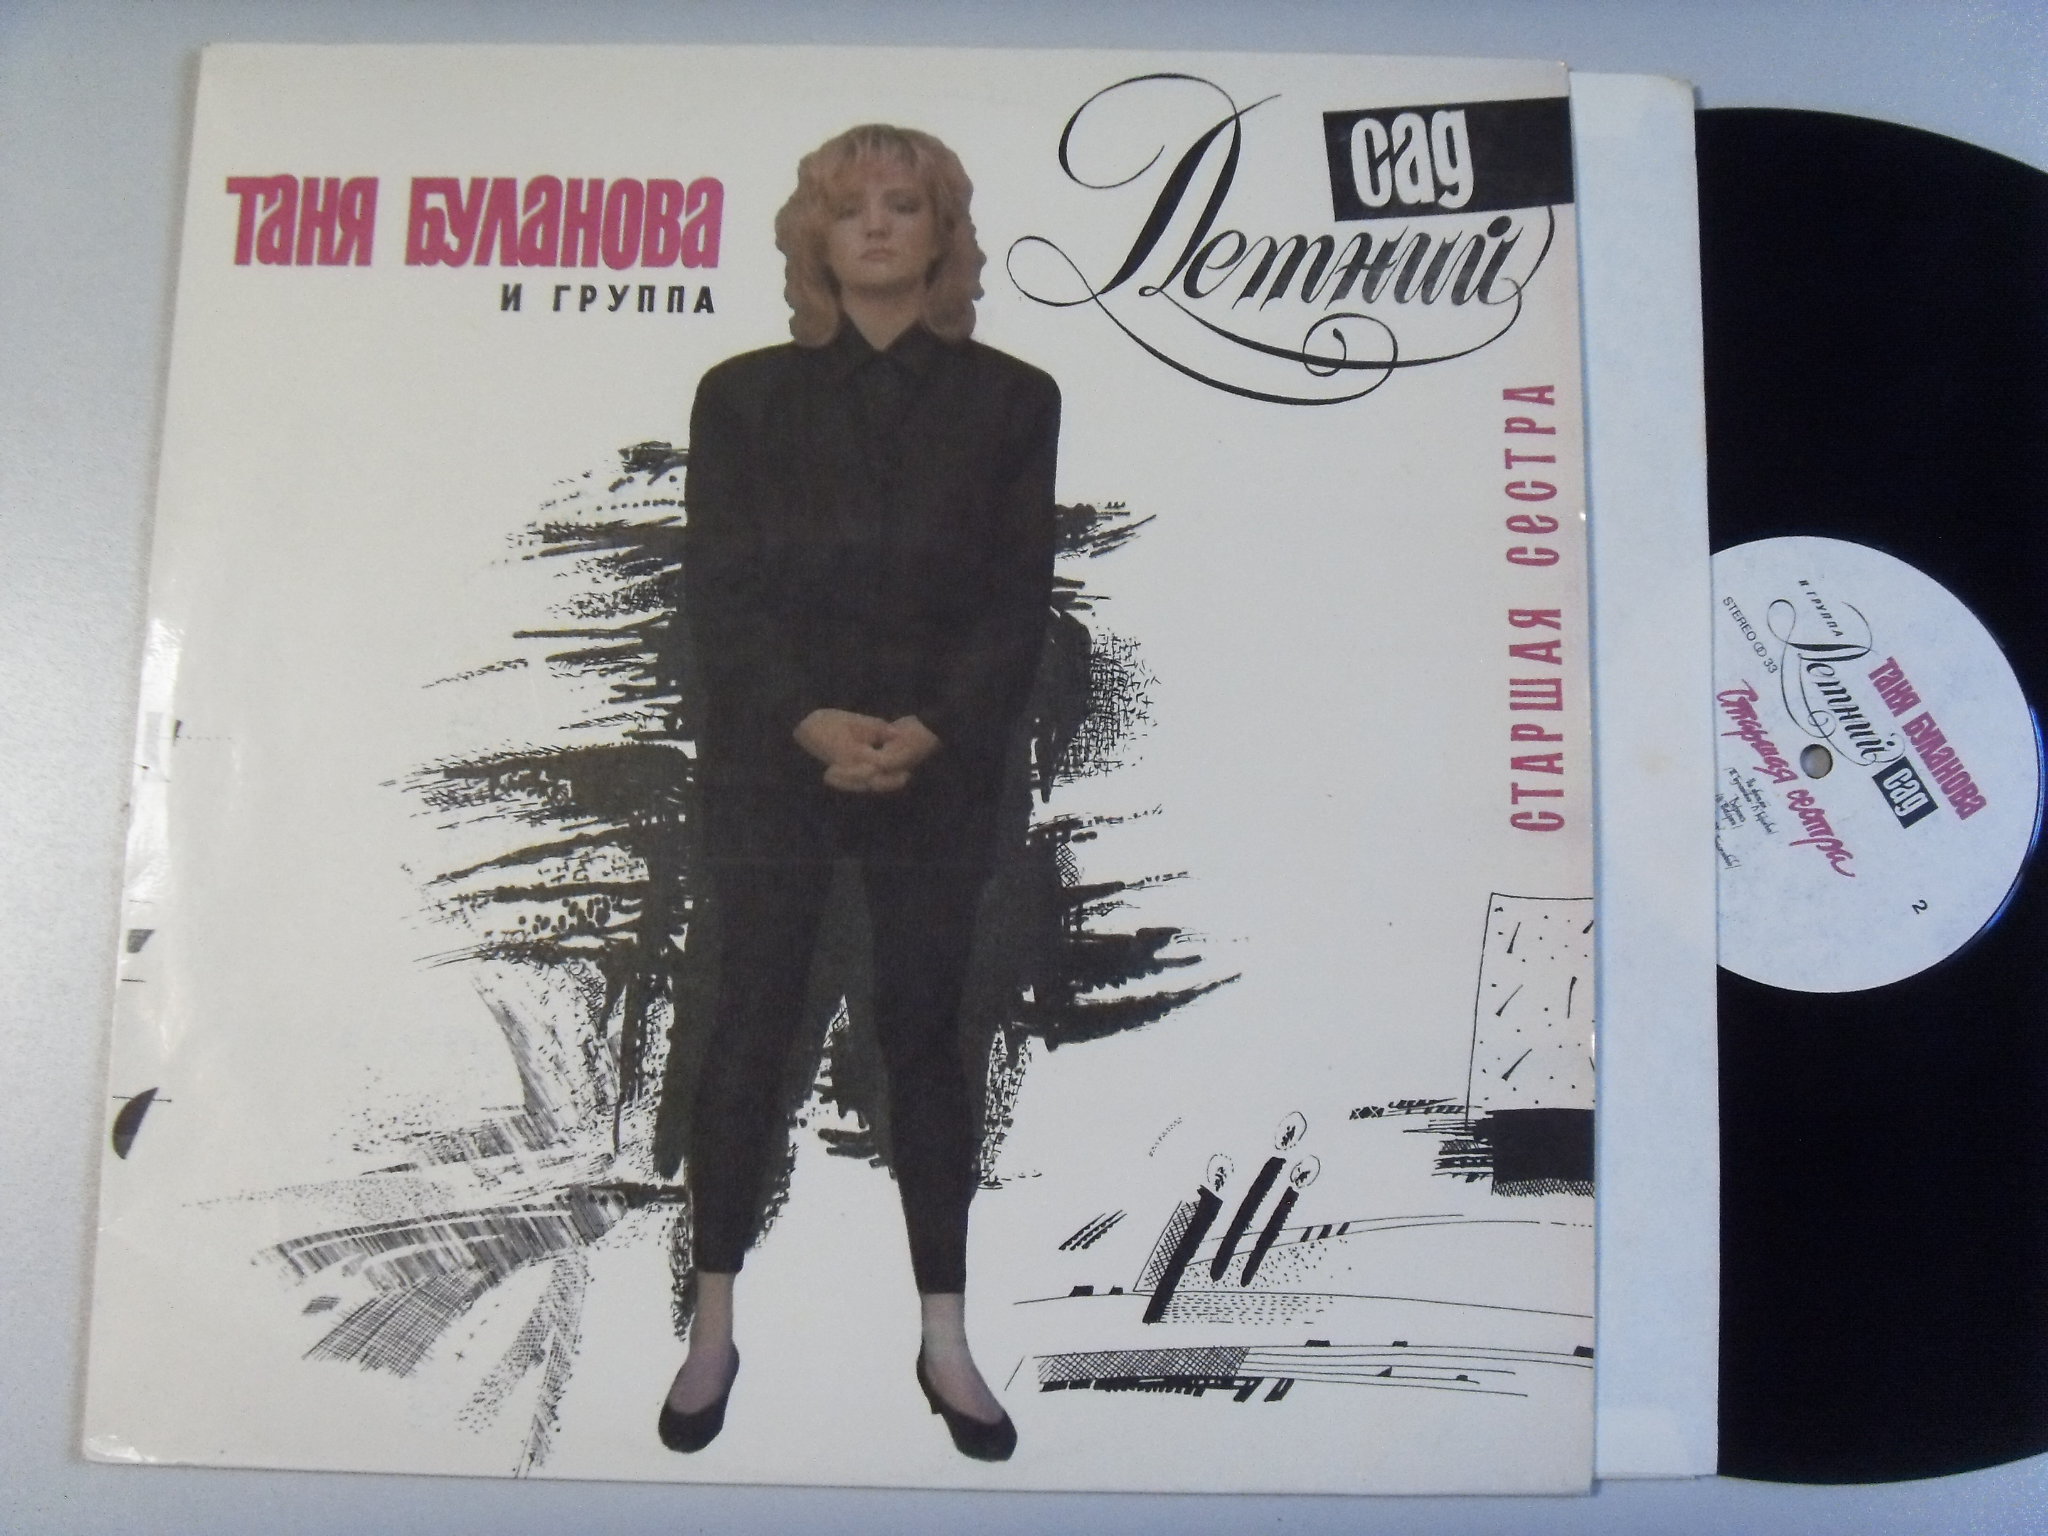 Таня Буланова
И ГРУППА
Летний
сад
СТАРШАЯ СЕСТРА
И ГРУППА
Летний
сад
Таня Буланова
STEREO 33
Старшая сестра
2